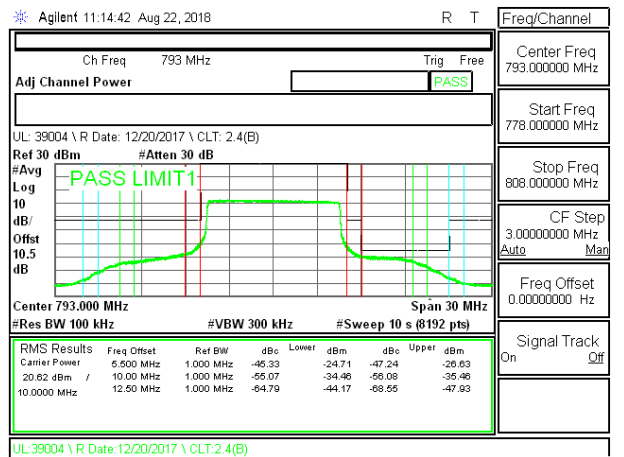 Agilent 11:14:42 Aug 22, 2018 R T
Freq/Channel
Ch Freq 793 MHz Trig Free
Adj Channel Power PASS
Center Freq
793.000000 MHz
Start Freq
778.000000 MHz
Stop Freq
808.000000 MHz
CF Step
3.00000000 MHz
Auto Man
Freq Offset
0.00000000 Hz
Signal Track
On Off
UL: 39004 \ R Date: 12/20/2017 \ CLT: 2.4(B)
Ref 30 dBm #Atten 30 dB
#Avg
Log
10
dB/
Offst
10.5
dB
PASS LIMIT1
Center 793.000 MHz Span 30 MHz
#Res BW 100 kHz #VBW 300 kHz #Sweep 10 s (8192 pts)
RMS Results Freq Offset Ref BW dBc Lower dBm dBc Upper dBm
Carrier Power 5.500 MHz 1.000 MHz -45.33 -24.71 -47.24 -26.63
20.62 dBm / 10.00 MHz 1.000 MHz -55.07 -34.46 -56.08 -35.46
10.0000 MHz 12.50 MHz 1.000 MHz -64.79 -44.17 -68.55 -47.93
UL:39004 \ R Date:12/20/2017 \ CLT:2.4(B)